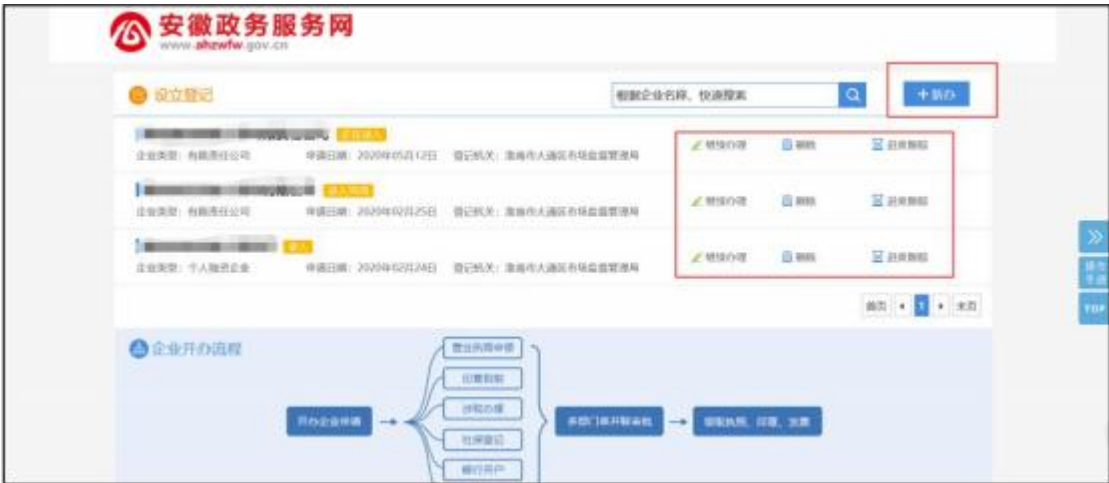 安徽政务服务网
www.ahzwfw.gov.cn
设立登记
根据企业名称，快速搜索
+新办
正在录入
企业类型：有限责任公司 申请日期：2020年05月12日 登记机关：淮南市大通区市场监督管理局
继续办理 删除 进度跟踪
企业类型：有限责任公司 申请日期：2020年02月25日 登记机关：淮南市大通区市场监督管理局
继续办理 删除 进度跟踪
录入
企业类型：个人独资企业 申请日期：2020年02月24日 登记机关：淮南市大通区市场监督管理局
继续办理 删除 进度跟踪
首页 1 末页
操作
手册
TOP
企业开办流程
营业执照申领
印章刻制
涉税办理
开办企业申请
多部门并联审批
领取执照、印章、发票
社保登记
银行开户